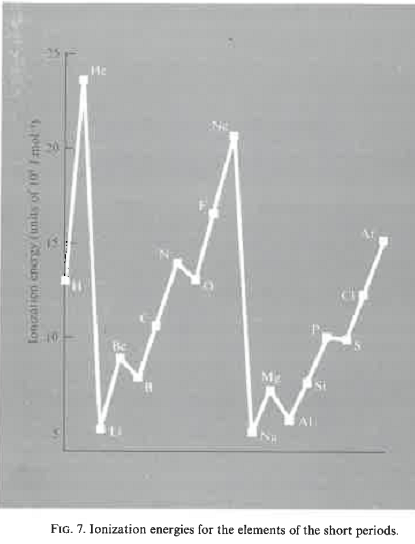 25
He
Ne
20
F
Ar
15
N
H
O
Cl
C
10
P
S
Be
Mg
B
Si
Al
5
Li
Na
Ionization energy (units of 10⁵ J mol⁻¹)
FIG. 7. Ionization energies for the elements of the short periods.